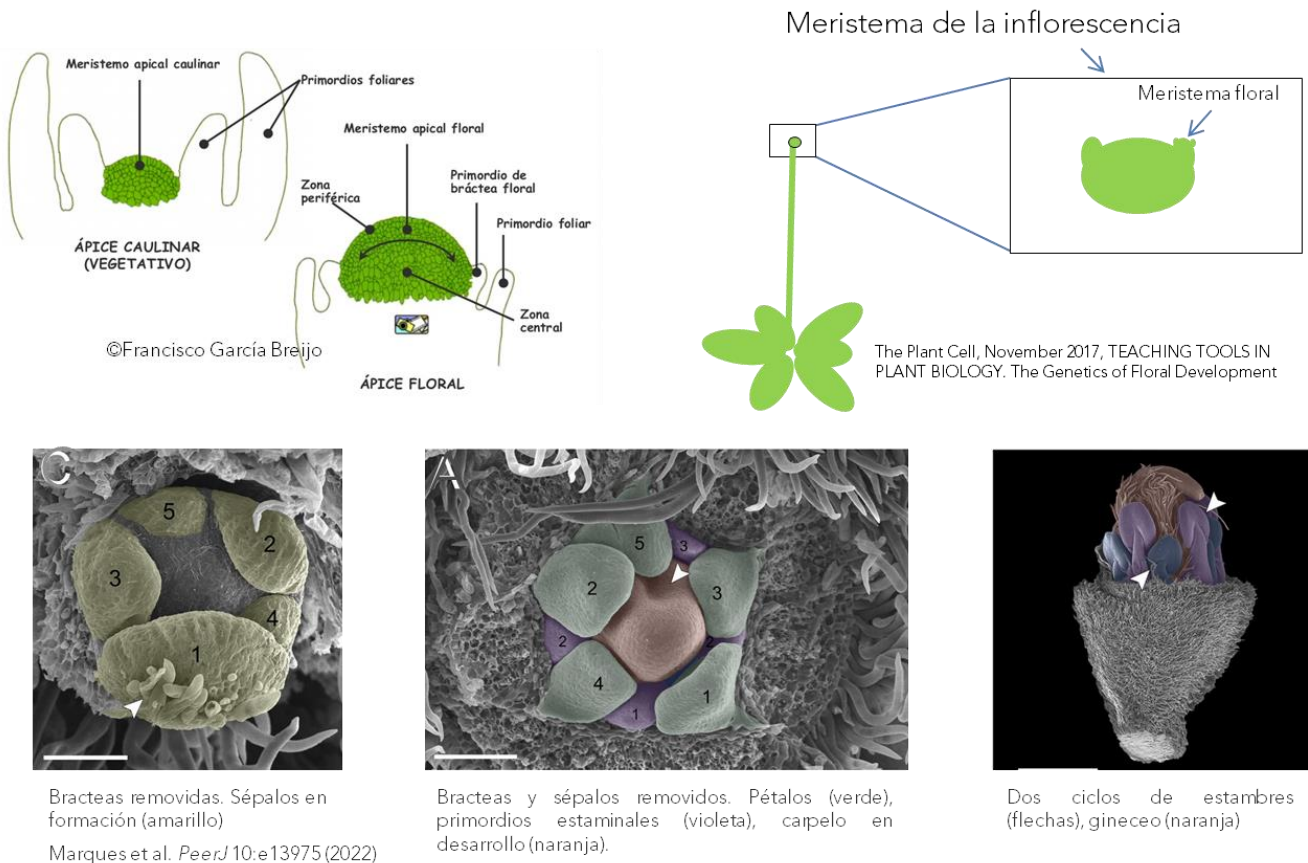 Meristemo apical caulinar
Primordios foliares
Meristemo apical floral
Zona
periférica
Primordio de
bráctea floral
Primordio foliar
ÁPICE CAULINAR
(VEGETATIVO)
Zona
central
©Francisco García Breijo
ÁPICE FLORAL
Meristema de la inflorescencia
Meristema floral
The Plant Cell, November 2017, TEACHING TOOLS IN
PLANT BIOLOGY. The Genetics of Floral Development
C
5
2
3
4
1
Bracteas removidas. Sépalos en
formación (amarillo)
Marques et al. PeerJ 10:e13975 (2022)
A
5
3
2
3
2
2
4
1
1
Bracteas y sépalos removidos. Pétalos (verde),
primordios estaminales (violeta), carpelo en
desarrollo (naranja).
Dos ciclos de estambres
(flechas), gineceo (naranja)